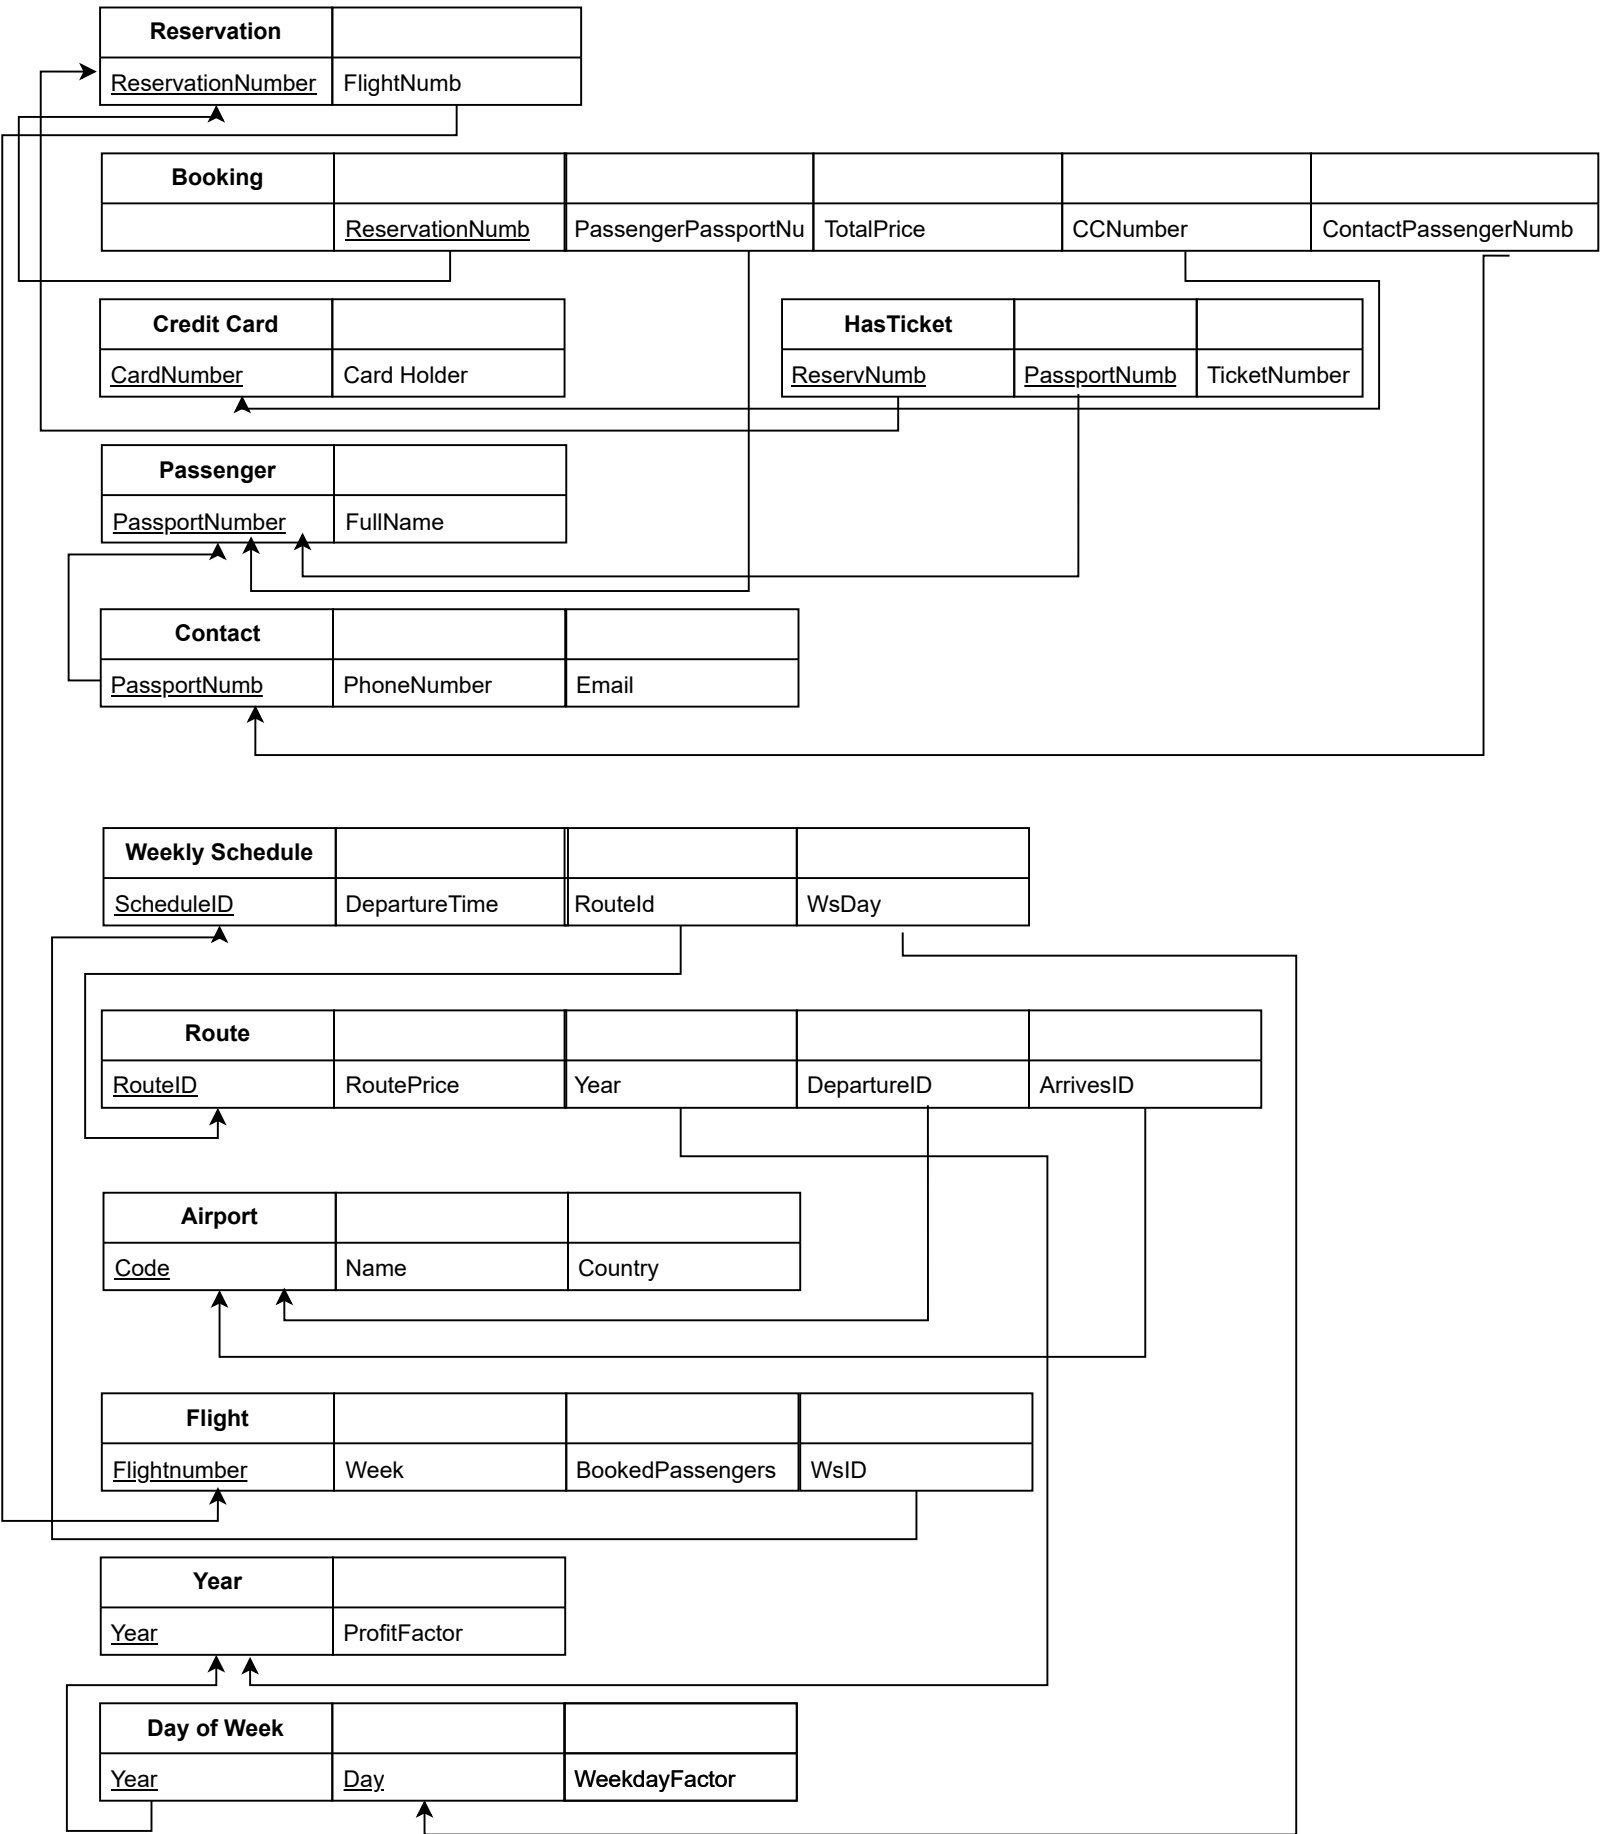 Reservation
ReservationNumber FlightNumb
Booking
ReservationNumb PassengerPassportNu TotalPrice CCNumber ContactPassengerNumb
Credit Card HasTicket
CardNumber Card Holder ReservNumb PassportNumb TicketNumber
Passenger
PassportNumber FullName
Contact
PassportNumb PhoneNumber Email
Weekly Schedule
ScheduleID DepartureTime RouteId WsDay
Route
RouteID RoutePrice Year DepartureID ArrivesID
Airport
Code Name Country
Flight
Flightnumber Week BookedPassengers WsID
Year
Year ProfitFactor
Day of Week
Year Day WeekdayFactor